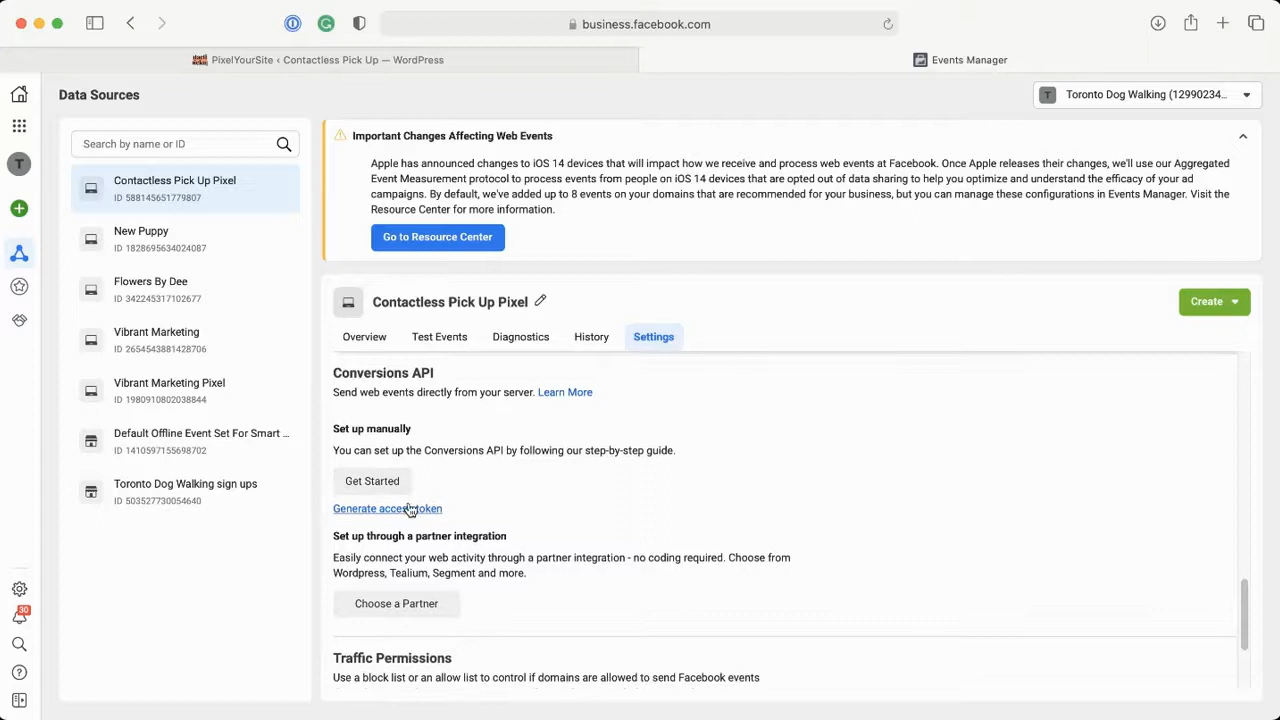 business.facebook.com
PixelYourSite ‹ Contactless Pick Up — WordPress
Events Manager
Data Sources
T
Toronto Dog Walking (12990234...
Search by name or ID
Contactless Pick Up Pixel
ID 588145651779807
New Puppy
ID 1828695634024087
Flowers By Dee
ID 342245317102677
Vibrant Marketing
ID 2654543881428706
Vibrant Marketing Pixel
ID 1980910802038844
Default Offline Event Set For Smart ...
ID 1410597155698702
Toronto Dog Walking sign ups
ID 503527730054640
T
30
Important Changes Affecting Web Events
Apple has announced changes to iOS 14 devices that will impact how we receive and process web events at Facebook. Once Apple releases their changes, we'll use our Aggregated
Event Measurement protocol to process events from people on iOS 14 devices that are opted out of data sharing to help you optimize and understand the efficacy of your ad
campaigns. By default, we've added up to 8 events on your domains that are recommended for your business, but you can manage these configurations in Events Manager. Visit the
Resource Center for more information.
Go to Resource Center
Contactless Pick Up Pixel
Create
Overview
Test Events
Diagnostics
History
Settings
Conversions API
Send web events directly from your server. Learn More
Set up manually
You can set up the Conversions API by following our step-by-step guide.
Get Started
Generate access token
Set up through a partner integration
Easily connect your web activity through a partner integration - no coding required. Choose from
Wordpress, Tealium, Segment and more.
Choose a Partner
Traffic Permissions
Use a block list or an allow list to control if domains are allowed to send Facebook events